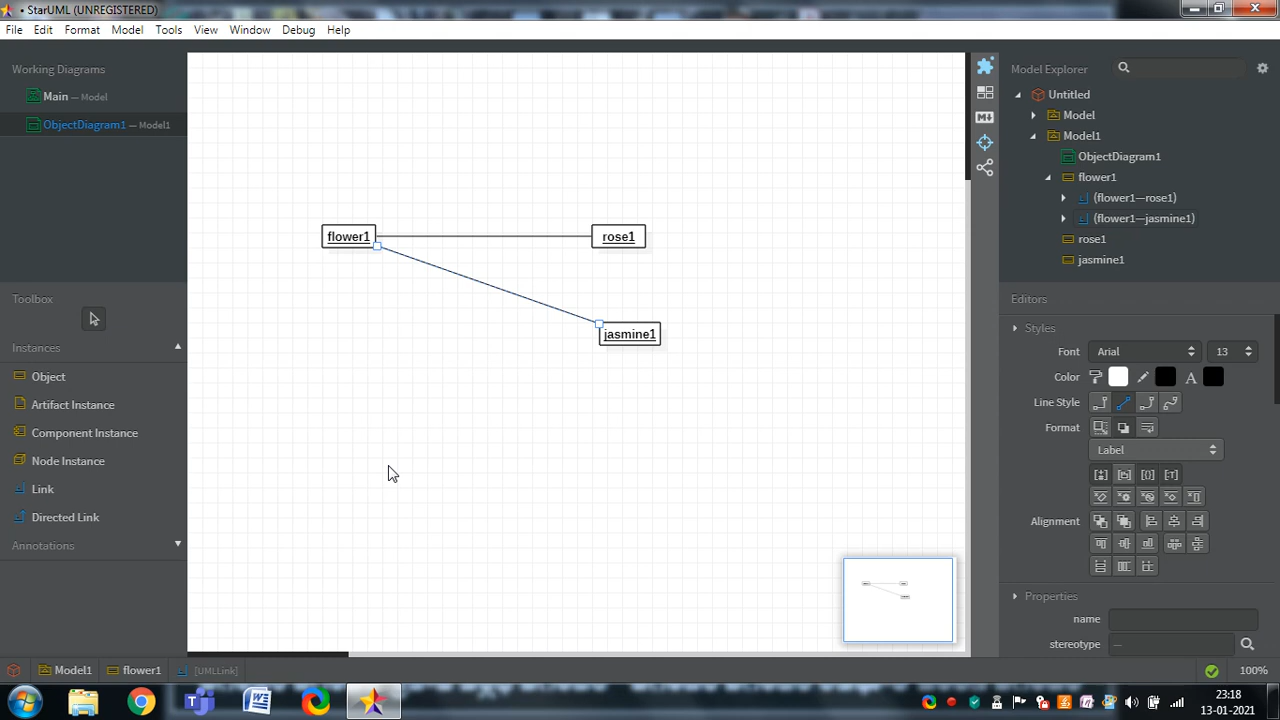 • StarUML (UNREGISTERED)
File Edit Format Model Tools View Window Debug Help
Working Diagrams
Main — Model
ObjectDiagram1 — Model1
Toolbox
Instances
Object
Artifact Instance
Component Instance
Node Instance
Link
Directed Link
Annotations
flower1
rose1
jasmine1
M
Model Explorer
Untitled
Model
Model1
ObjectDiagram1
flower1
(flower1—rose1)
(flower1—jasmine1)
rose1
jasmine1
Editors
Styles
Font Arial 13
Color A
Line Style
Format
Label
Alignment
Properties
name
stereotype —
Model1 flower1 [UMLLink]
100%
23:18
13-01-2021